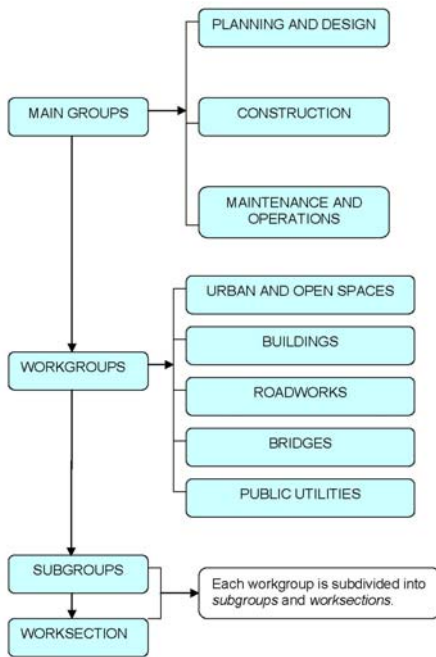 PLANNING AND DESIGN
MAIN GROUPS
CONSTRUCTION
MAINTENANCE AND
OPERATIONS
URBAN AND OPEN SPACES
BUILDINGS
WORKGROUPS
ROADWORKS
BRIDGES
PUBLIC UTILITIES
SUBGROUPS
Each workgroup is subdivided into
subgroups and worksections.
WORKSECTION